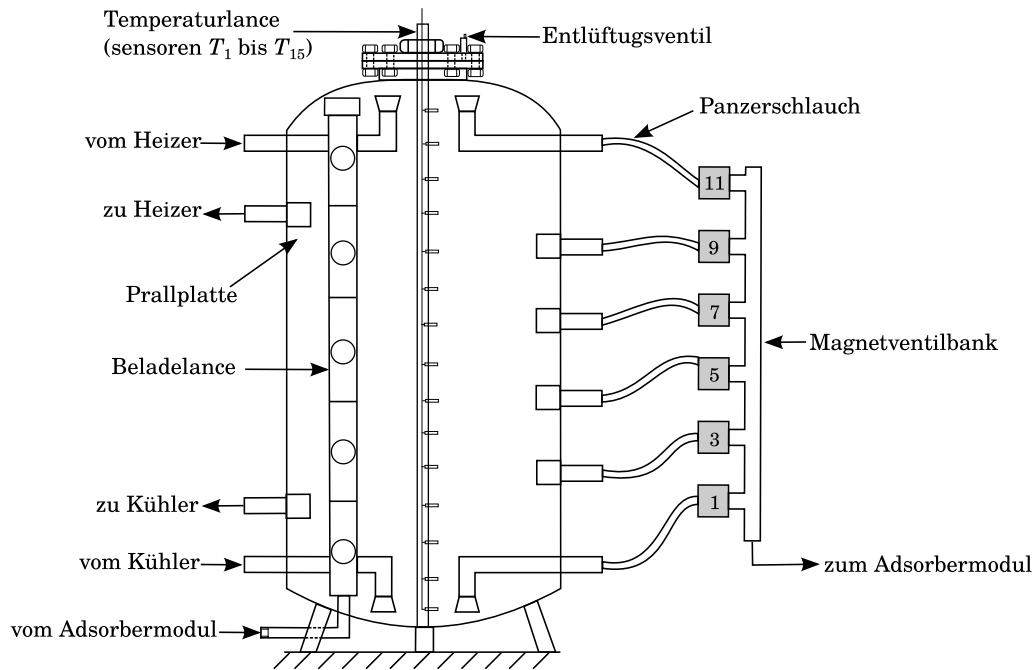 Temperaturlance
(sensoren T1 bis T15)
Entlüftugsventil
Panzerschlauch
vom Heizer
11
zu Heizer
9
Prallplatte
7
Magnetventilbank
Beladelance
5
3
zu Kühler
1
vom Kühler
zum Adsorbermodul
vom Adsorbermodul